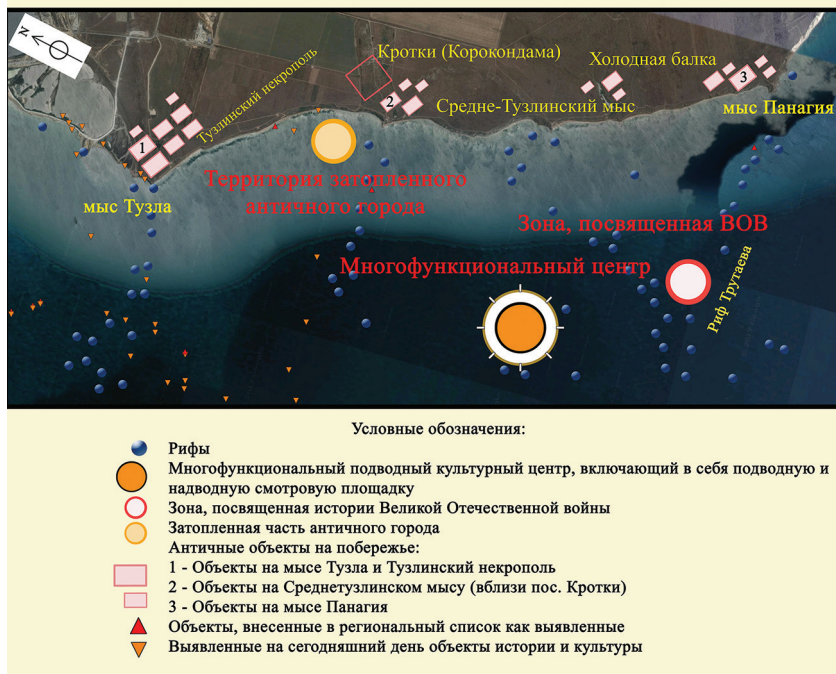 N
Кротки (Корокондама)
Холодная балка
Тузлинский некрополь
2
3
Средне-Тузлинский мыс
мыс Панагия
1
Территория затопленного
античного города
мыс Тузла
Зона, посвященная ВОВ
Многофункциональный центр
Риф Трутаева
Условные обозначения:
Рифы
Многофункциональный подводный культурный центр, включающий в себя подводную и
надводную смотровую площадку
Зона, посвященная истории Великой Отечественной войны
Затопленная часть античного города
Античные объекты на побережье:
1 - Объекты на мысе Тузла и Тузлинский некрополь
2 - Объекты на Среднетузлинском мысу (вблизи пос. Кротки)
3 - Объекты на мысе Панагия
Объекты, внесенные в региональный список как выявленные
Выявленные на сегодняшний день объекты истории и культуры